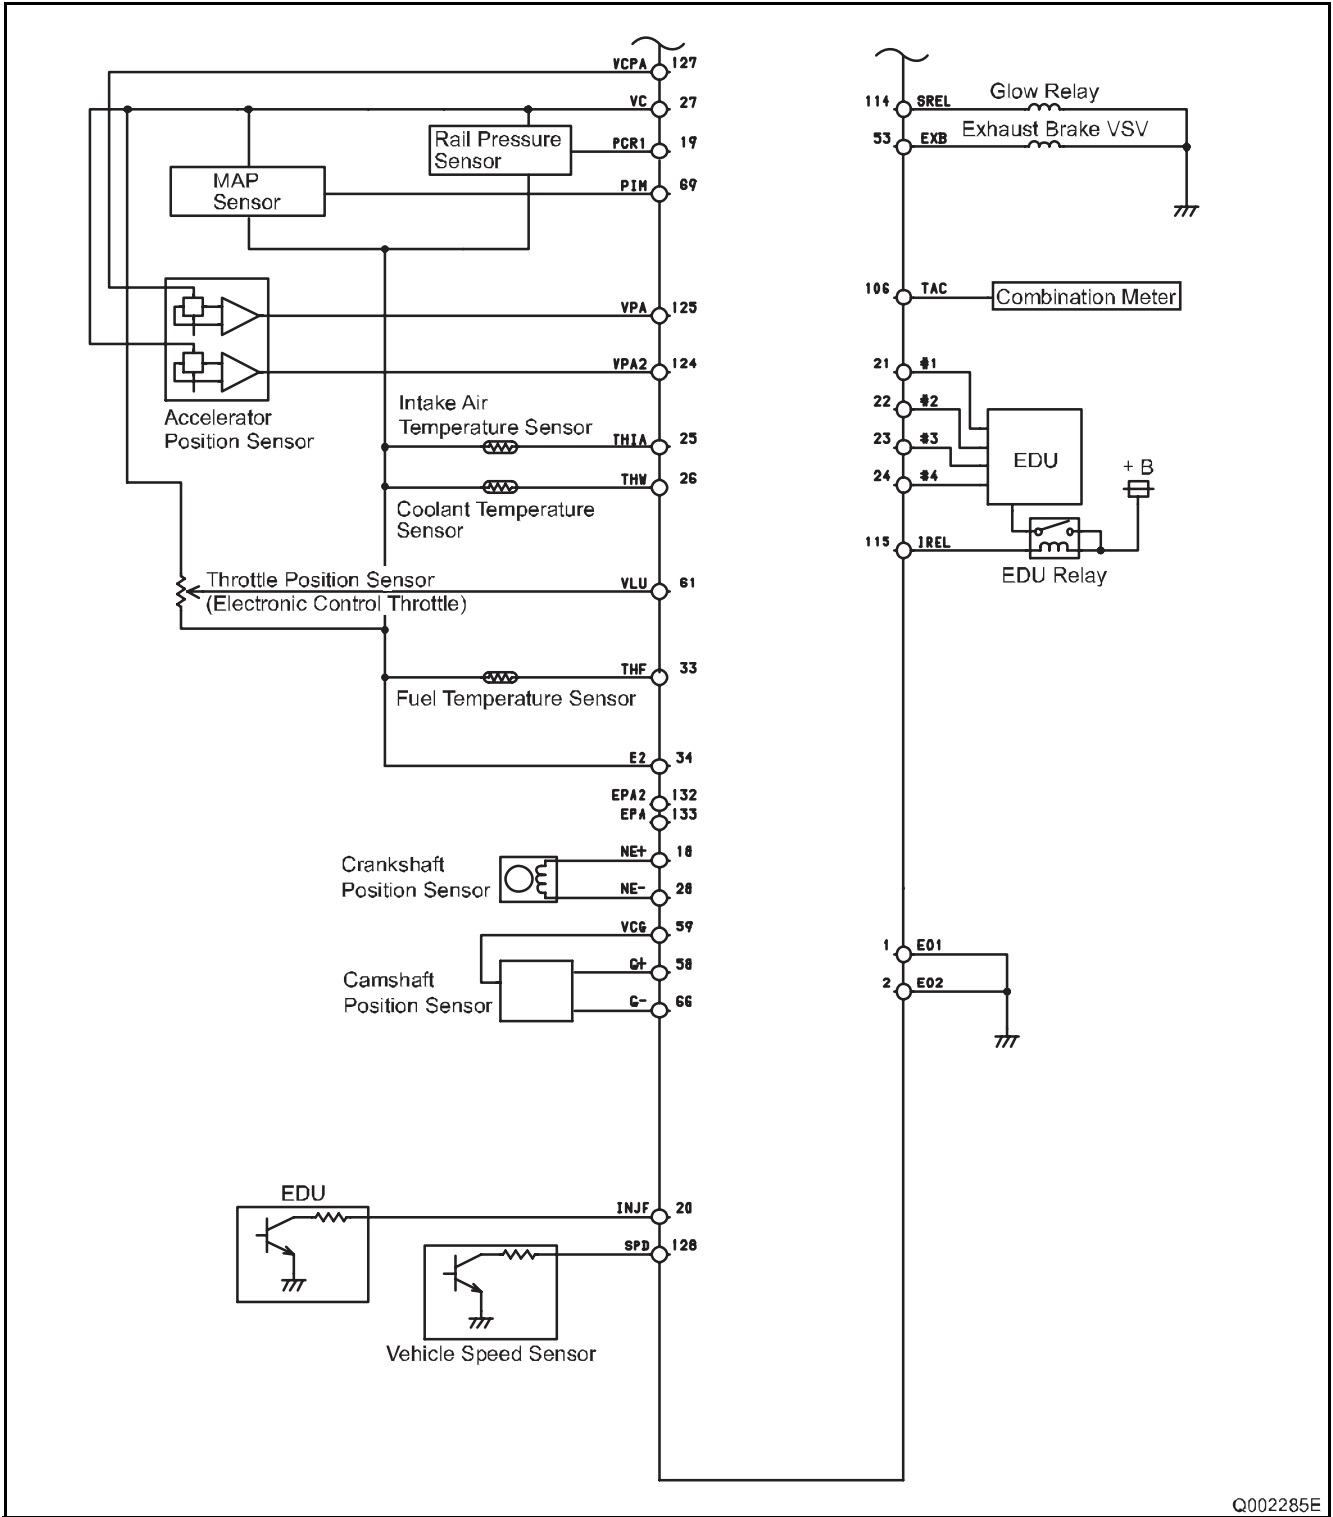 VCPA 127
VC 27
Rail Pressure
Sensor
PCR1 19
MAP
Sensor
PIM 69
VPA 125
VPA2 124
Accelerator
Position Sensor
Intake Air
Temperature Sensor
THIA 25
THW 26
Coolant Temperature
Sensor
Throttle Position Sensor
(Electronic Control Throttle)
VLU 61
THF 33
Fuel Temperature Sensor
E2 34
EPA2 132
EPA 133
Crankshaft
Position Sensor
NE+ 18
NE- 28
VCG 59
Camshaft
Position Sensor
G+ 58
G- 66
EDU
INJF 20
SPD 128
Vehicle Speed Sensor
114 SREL
Glow Relay
53 EXB
Exhaust Brake VSV
106 TAC
Combination Meter
21 #1
22 #2
23 #3
24 #4
EDU
+ B
115 IREL
EDU Relay
1 E01
2 E02
Q002285E